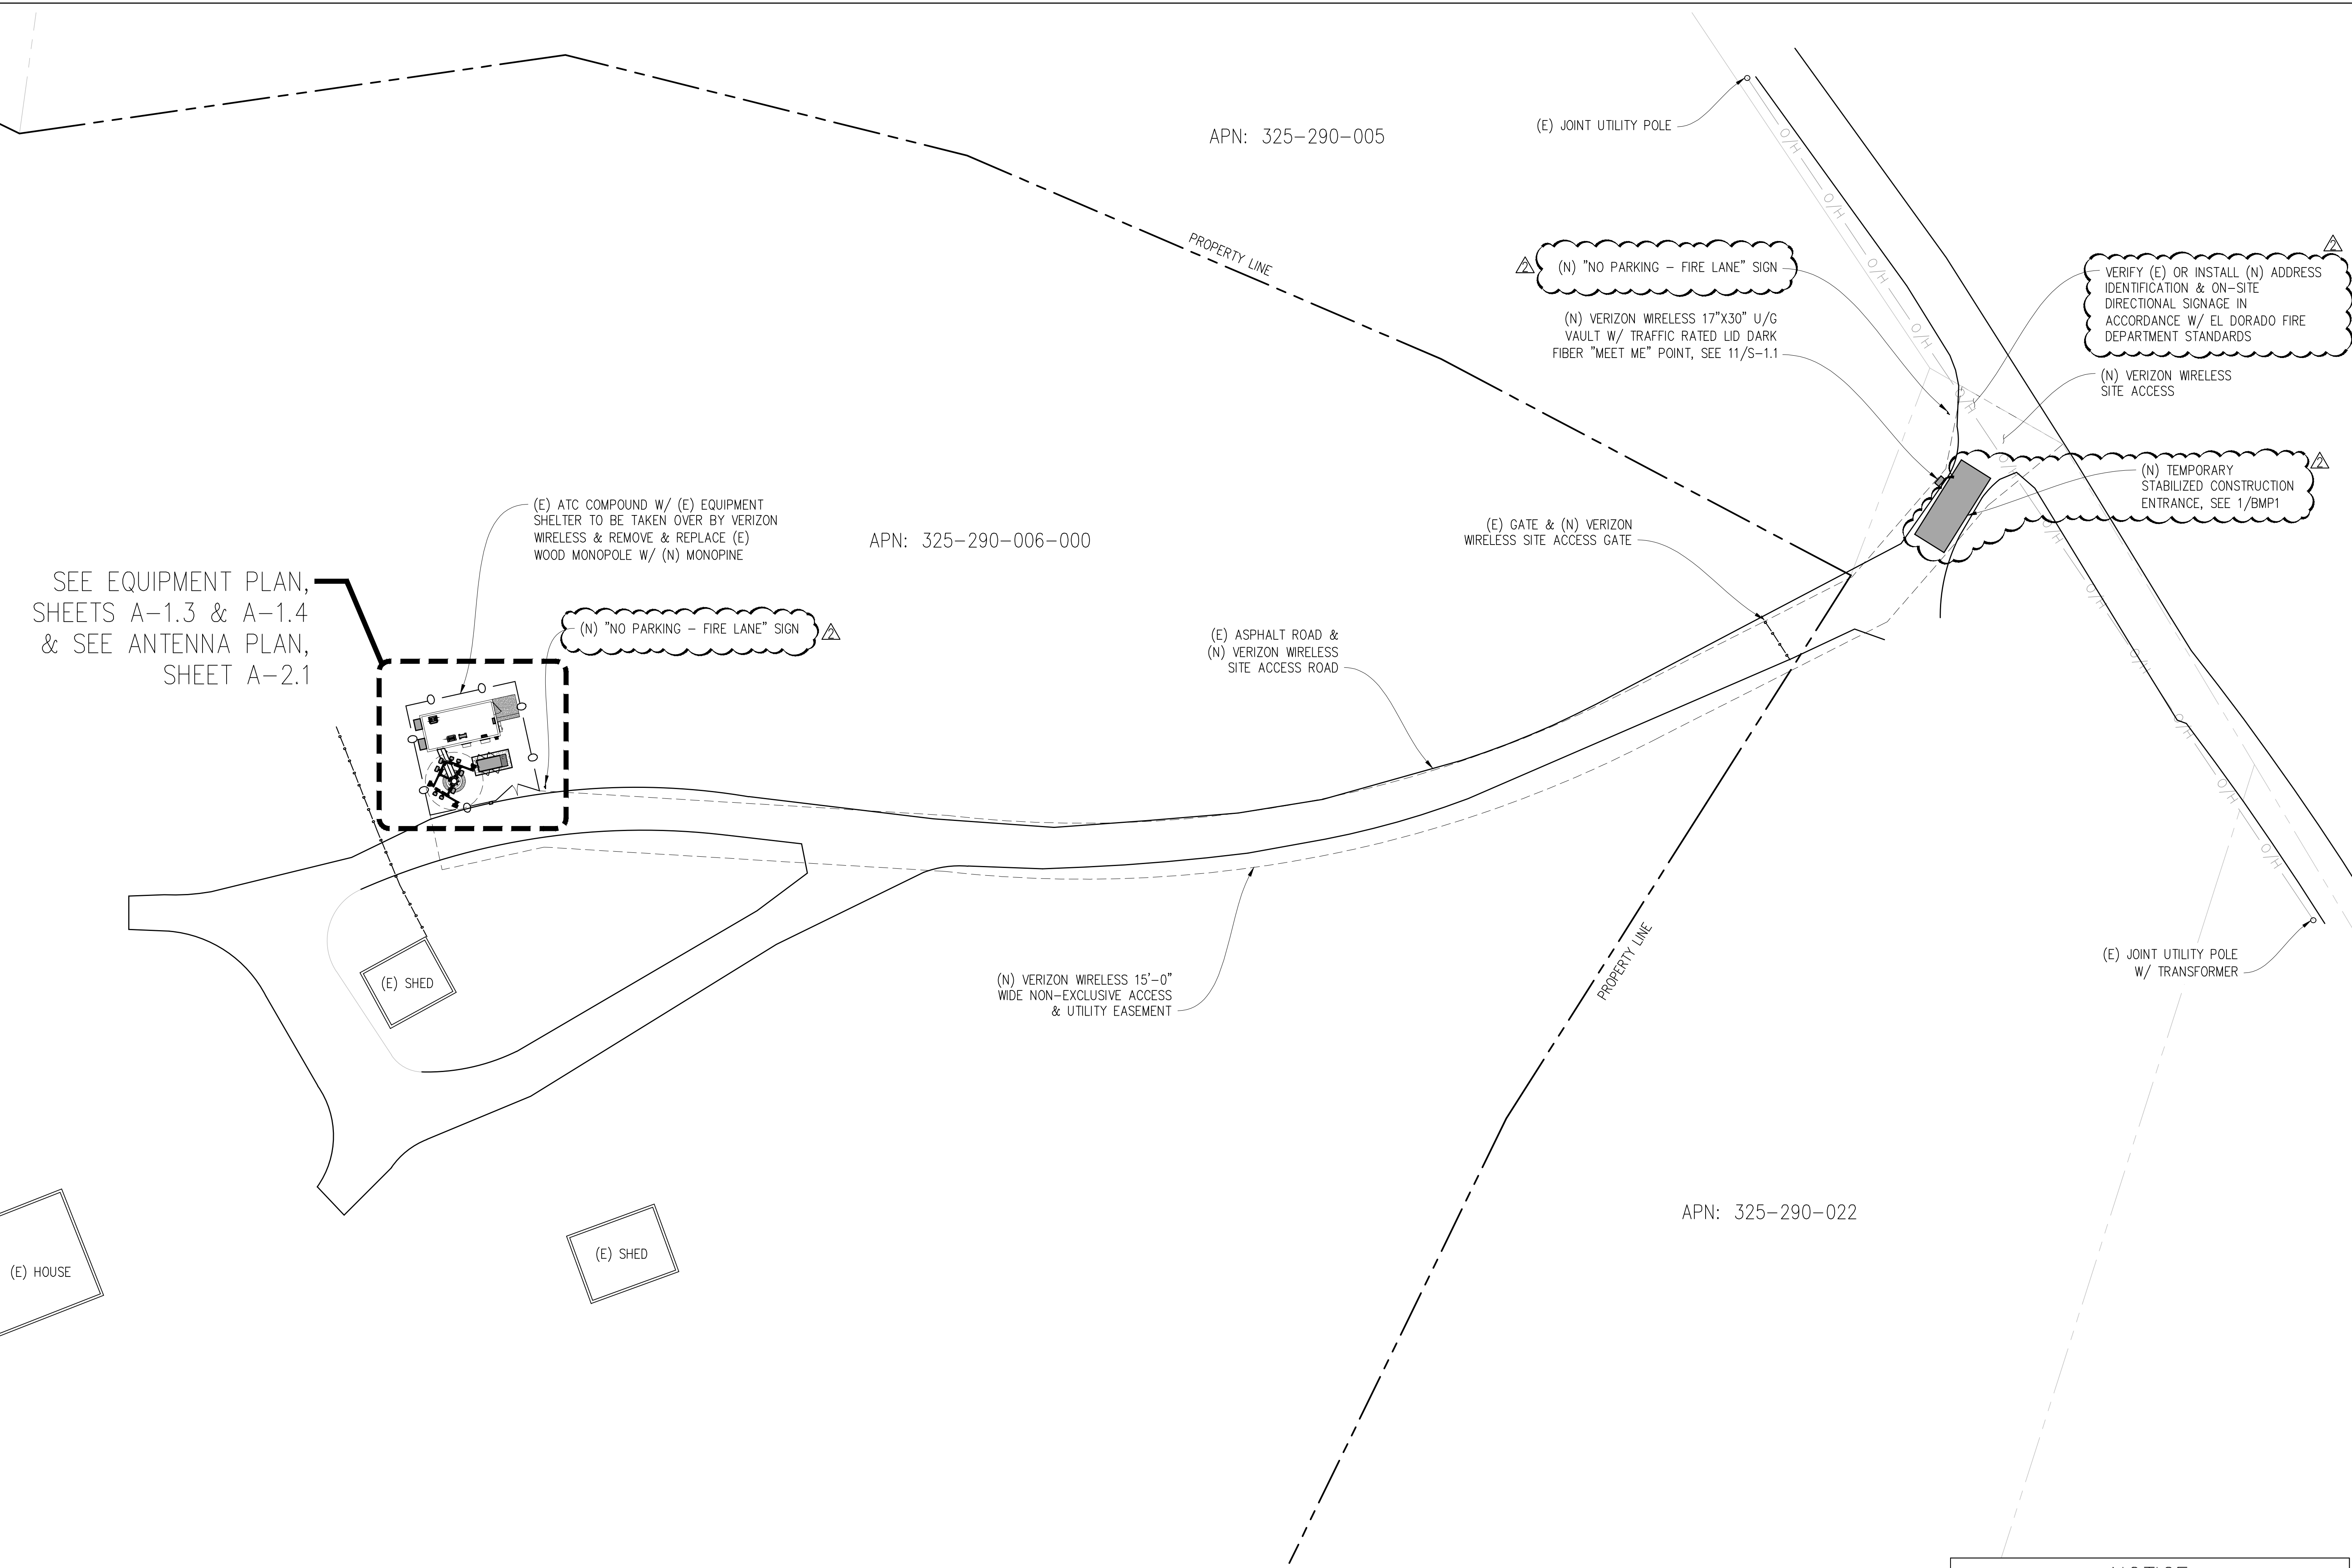 APN: 325-290-005
(E) JOINT UTILITY POLE
PROPERTY LINE
2
(N) "NO PARKING - FIRE LANE" SIGN
2
VERIFY (E) OR INSTALL (N) ADDRESS
IDENTIFICATION & ON-SITE
DIRECTIONAL SIGNAGE IN
ACCORDANCE W/ EL DORADO FIRE
DEPARTMENT STANDARDS
(N) VERIZON WIRELESS 17"X30" U/G
VAULT W/ TRAFFIC RATED LID DARK
FIBER "MEET ME" POINT, SEE 11/S-1.1
(N) VERIZON WIRELESS
SITE ACCESS
2
(N) TEMPORARY
STABILIZED CONSTRUCTION
ENTRANCE, SEE 1/BMP1
O/H
O/H
O/H
O/H
O/H
O/H
O/H
O/H
O/H
O/H
O/H
O/H
O/H
(E) ATC COMPOUND W/ (E) EQUIPMENT
SHELTER TO BE TAKEN OVER BY VERIZON
WIRELESS & REMOVE & REPLACE (E)
WOOD MONOPOLE W/ (N) MONOPINE
APN: 325-290-006-000
(E) GATE & (N) VERIZON
WIRELESS SITE ACCESS GATE
SEE EQUIPMENT PLAN,
SHEETS A-1.3 & A-1.4
& SEE ANTENNA PLAN,
SHEET A-2.1
(N) "NO PARKING - FIRE LANE" SIGN
2
(E) ASPHALT ROAD &
(N) VERIZON WIRELESS
SITE ACCESS ROAD
(E) SHED
(N) VERIZON WIRELESS 15'-0"
WIDE NON-EXCLUSIVE ACCESS
& UTILITY EASEMENT
PROPERTY LINE
(E) JOINT UTILITY POLE
W/ TRANSFORMER
APN: 325-290-022
(E) HOUSE
(E) SHED